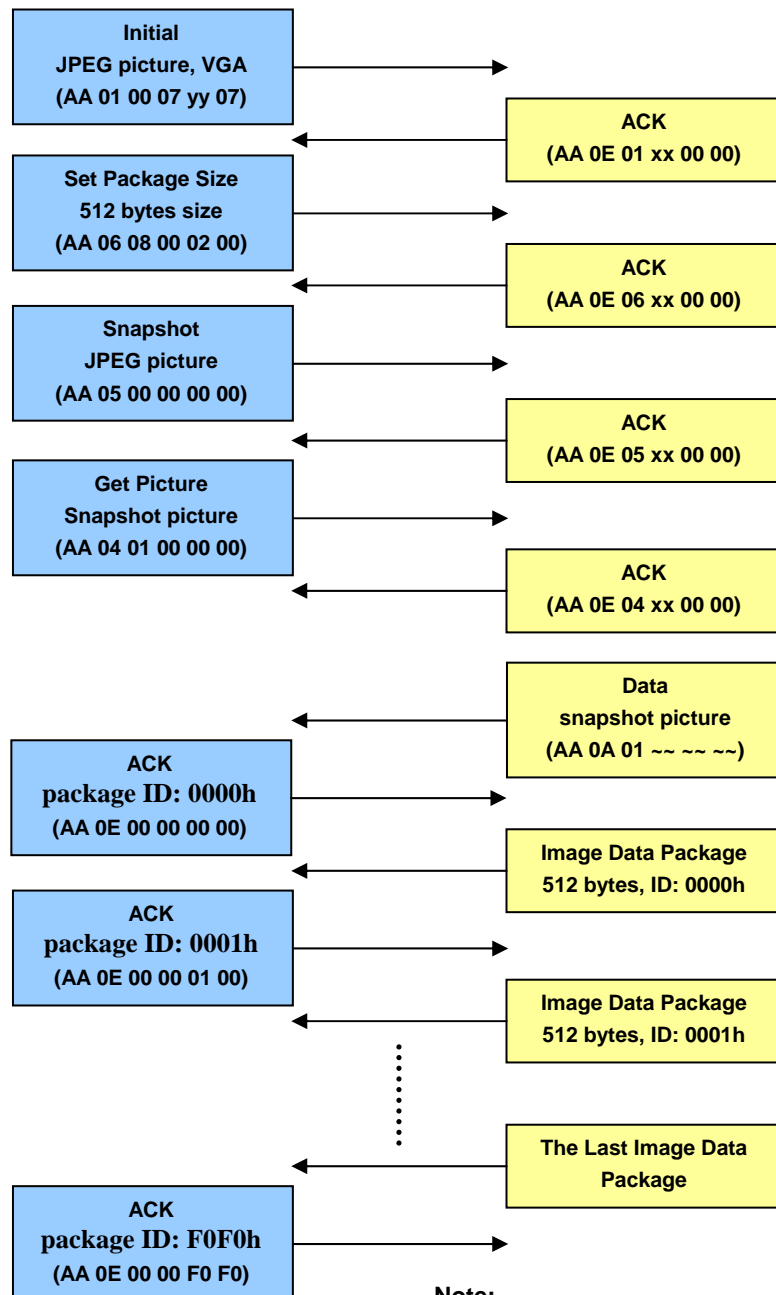 Initial
JPEG picture, VGA
(AA 01 00 07 yy 07)
ACK
(AA 0E 01 xx 00 00)
Set Package Size
512 bytes size
(AA 06 08 00 02 00)
ACK
(AA 0E 06 xx 00 00)
Snapshot
JPEG picture
(AA 05 00 00 00 00)
ACK
(AA 0E 05 xx 00 00)
Get Picture
Snapshot picture
(AA 04 01 00 00 00)
ACK
(AA 0E 04 xx 00 00)
Data
snapshot picture
(AA 0A 01 ~~ ~~ ~~)
ACK
package ID: 0000h
(AA 0E 00 00 00 00)
Image Data Package
512 bytes, ID: 0000h
ACK
package ID: 0001h
(AA 0E 00 00 01 00)
Image Data Package
512 bytes, ID: 0001h
The Last Image Data
Package
ACK
package ID: F0F0h
(AA 0E 00 00 F0 F0)
Note: